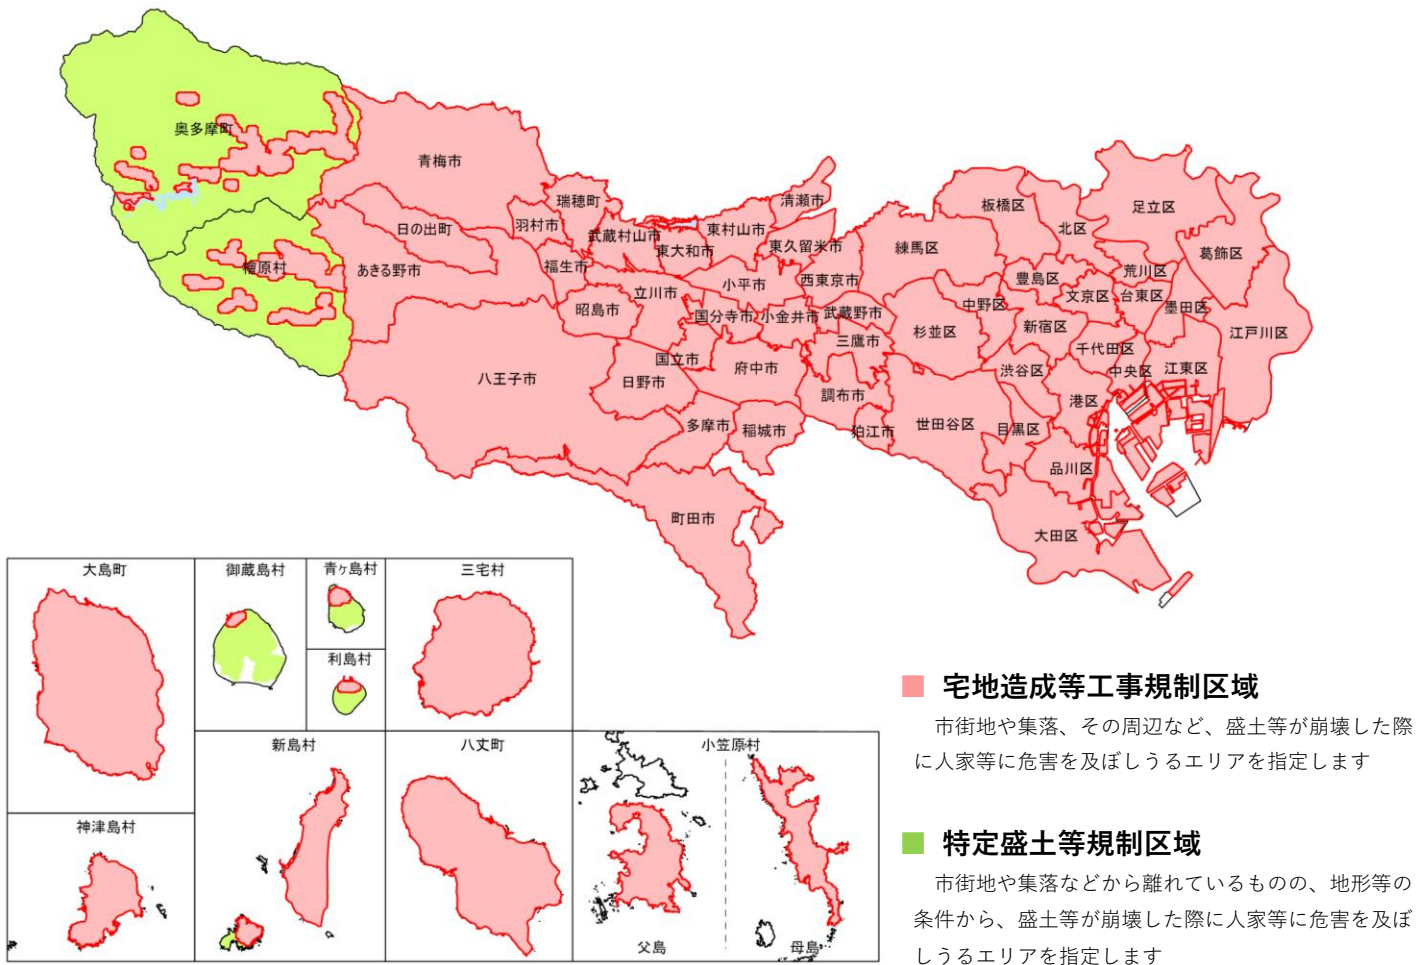 奥多摩町
青梅市
瑞穂町
清瀬市
板橋区
足立区
日の出町
羽村市
武蔵村山市
東村山市
北区
檜原村
あきる野市
福生市
東大和市
東久留米市
練馬区
葛飾区
昭島市
立川市
小平市
西東京市
豊島区
荒川区
文京区
台東区
墨田区
国分寺市
小金井市
武蔵野市
杉並区
中野区
新宿区
江戸川区
三鷹市
千代田区
八王子市
国立市
日野市
府中市
渋谷区
中央区
江東区
調布市
港区
多摩市
稲城市
狛江市
世田谷区
目黒区
品川区
町田市
大田区
大島町
御蔵島村
青ヶ島村
三宅村
利島村
新島村
八丈町
小笠原村
神津島村
父島
母島
宅地造成等工事規制区域
市街地や集落、その周辺など、盛土等が崩壊した際
に人家等に危害を及ぼしうるエリアを指定します
特定盛土等規制区域
市街地や集落などから離れているものの、地形等の
条件から、盛土等が崩壊した際に人家等に危害を及ぼ
しうるエリアを指定します